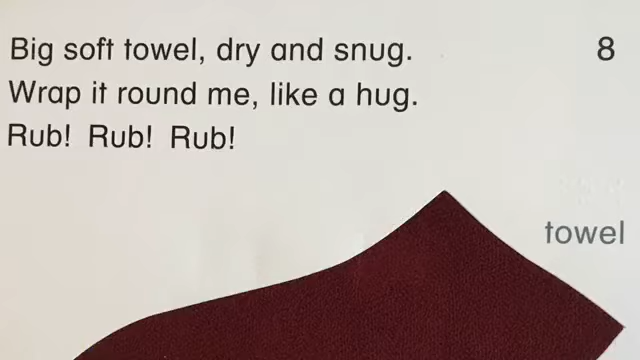 Big soft towel, dry and snug.
8
Wrap it round me, like a hug.
Rub! Rub! Rub!
towel